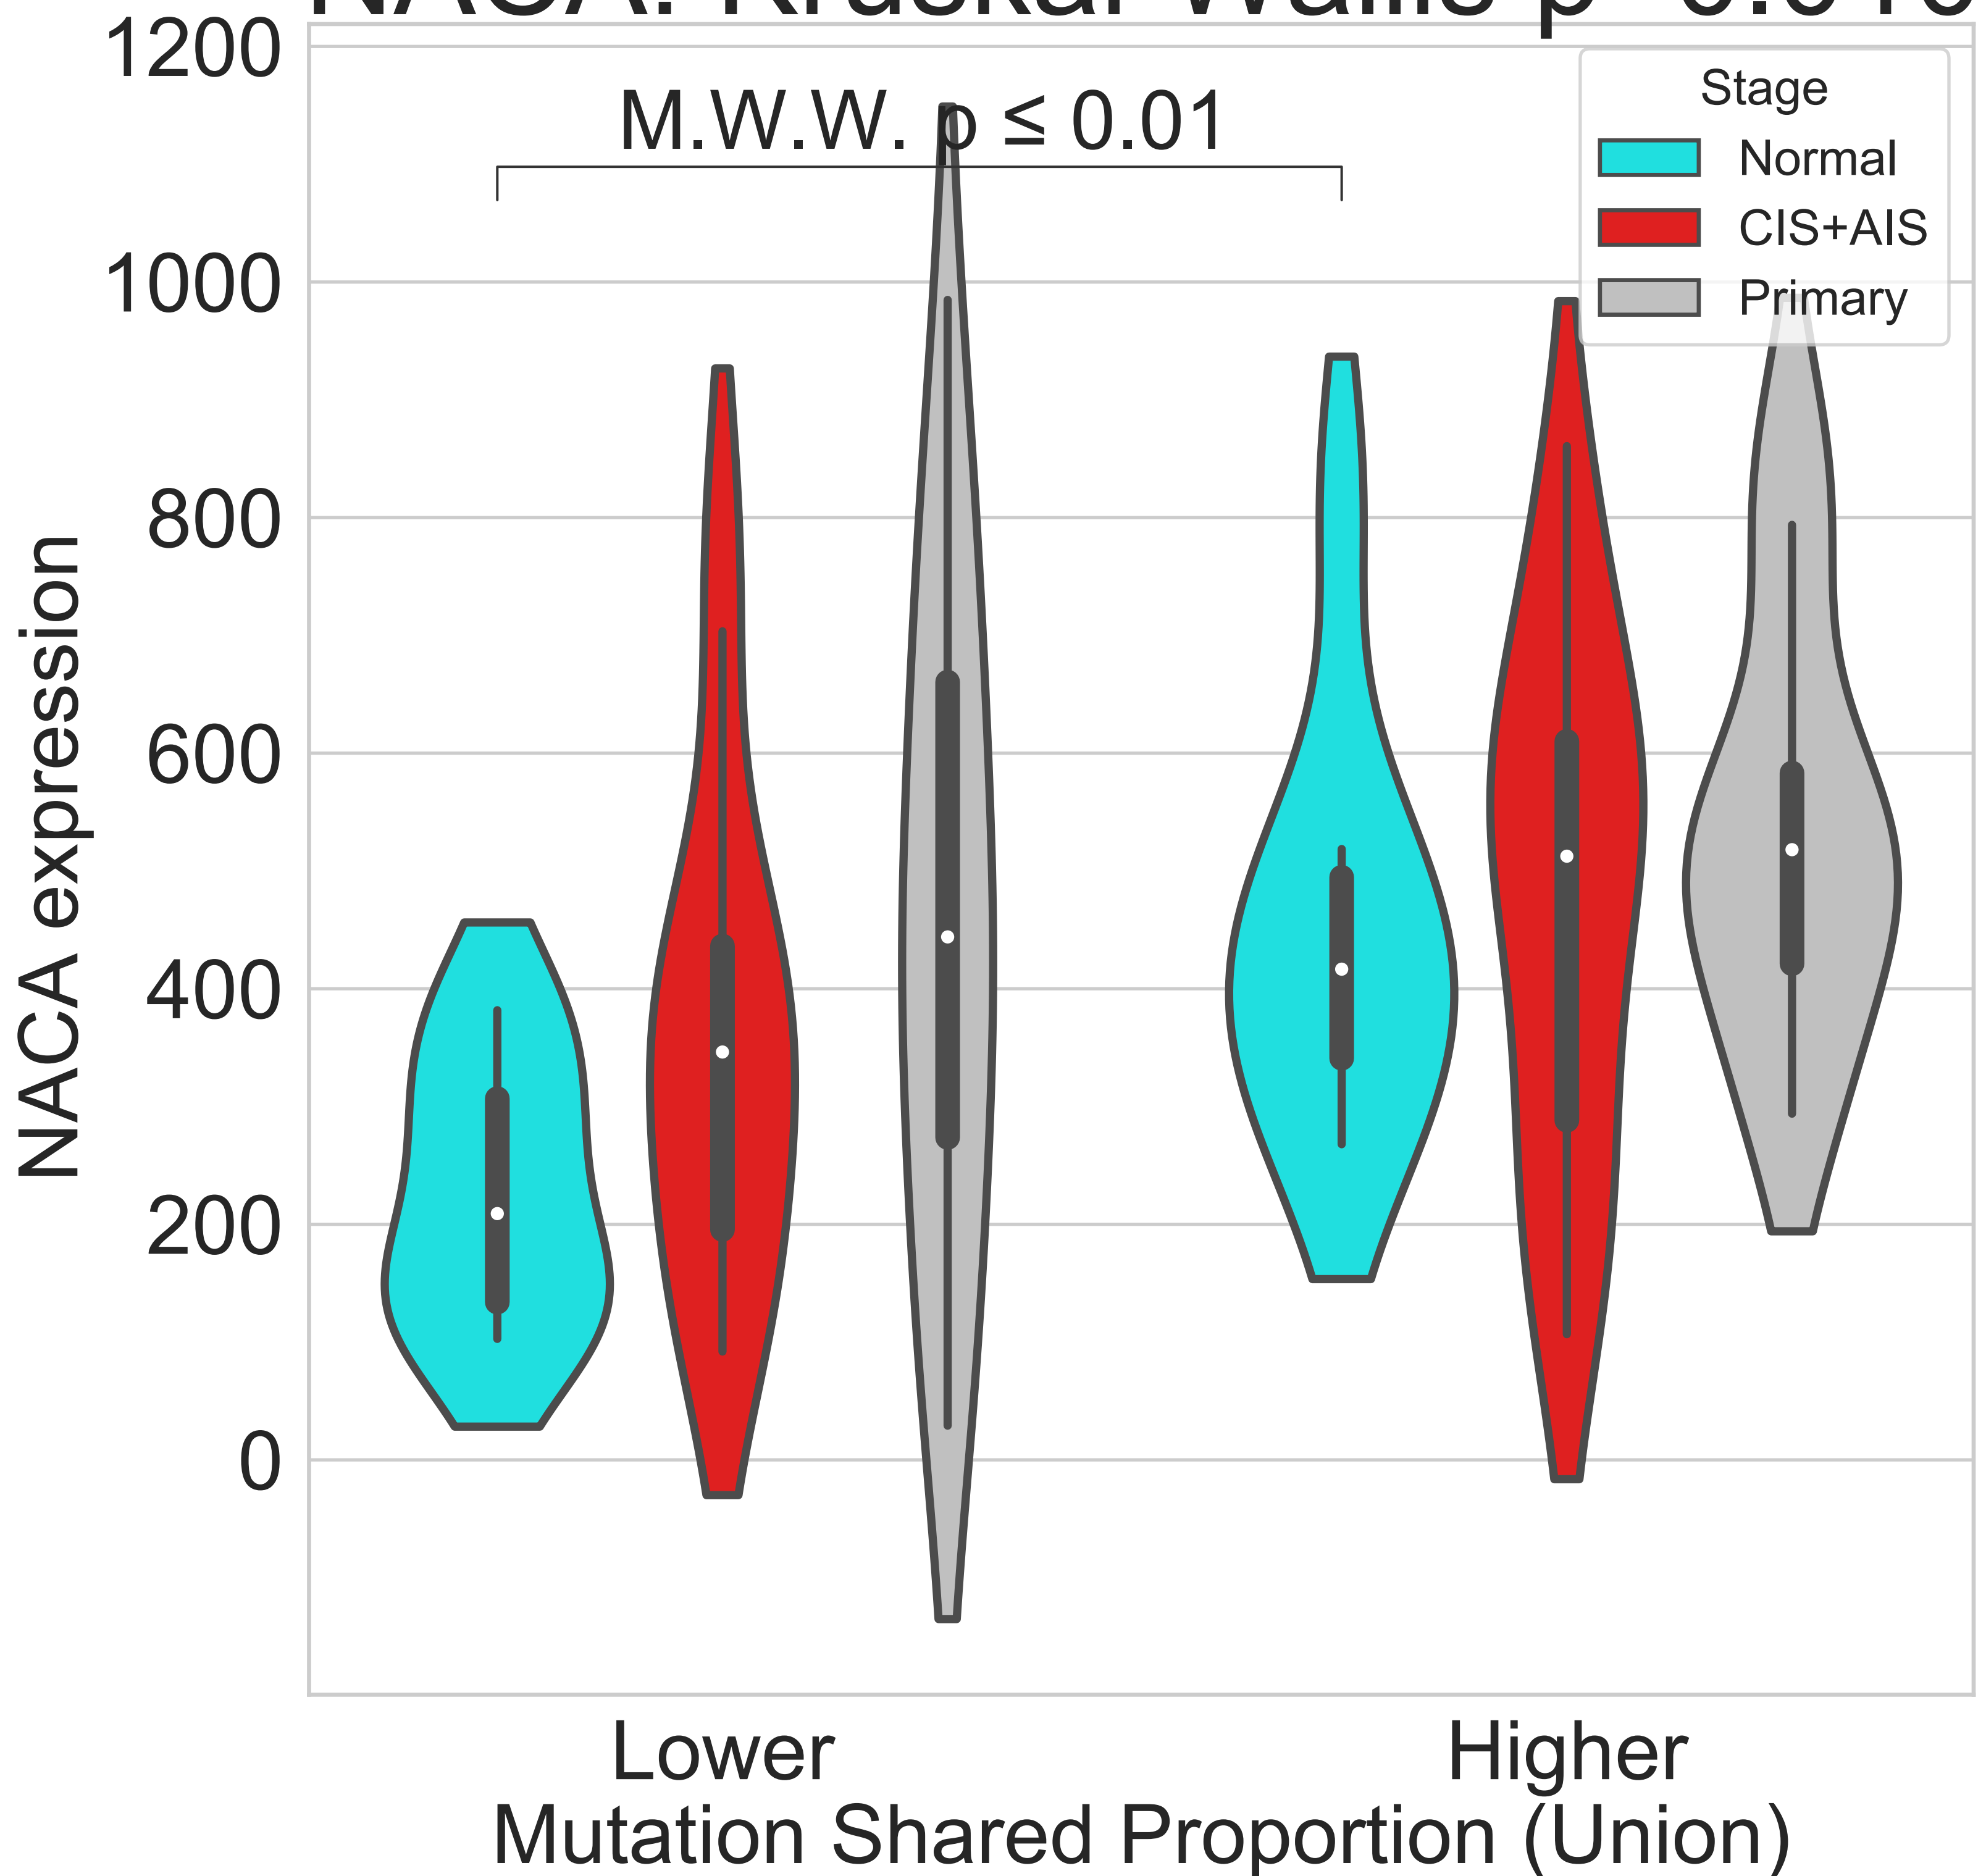 1200
M.W.W. p ≤ 0.01
Stage
Normal
CIS+AIS
Primary
1000
800
600
400
200
0
NACA expression
Lower
Higher
Mutation Shared Proportion (Union)